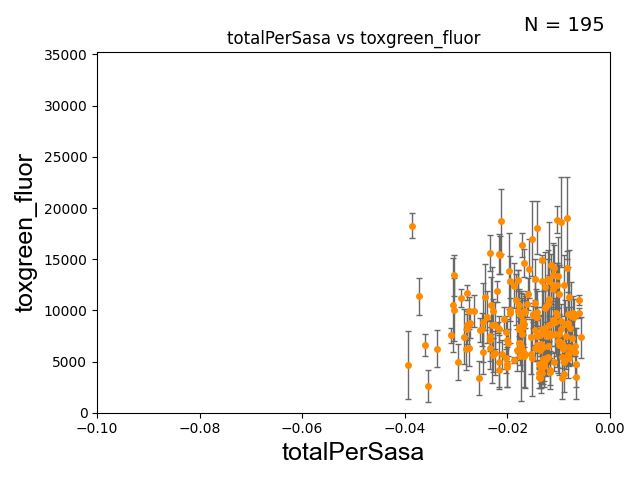 N = 195
totalPerSasa vs toxgreen_fluor
35000
30000
25000
20000
15000
10000
5000
0
toxgreen_fluor
−0.10 −0.08 −0.06 −0.04 −0.02 0.00
totalPerSasa